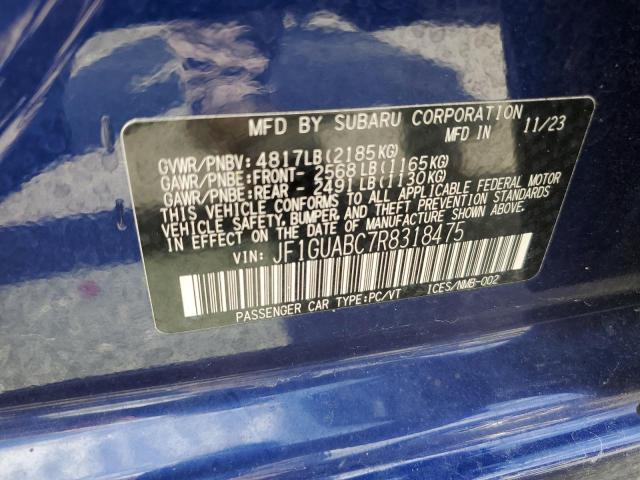 MFD BY SUBARU CORPORATION
MFD IN 11/23
GVWR/PNBV: 4817LB(2185KG)
GAWR/PNBE:FRONT- 2568LB(1165KG)
GAWR/PNBE:REAR - 2491LB(1130KG)
THIS VEHICLE CONFORMS TO ALL APPLICABLE FEDERAL MOTOR
VEHICLE SAFETY, BUMPER, AND THEFT PREVENTION STANDARDS
IN EFFECT ON THE DATE OF MANUFACTURE SHOWN ABOVE.
VIN: JF1GUABC7R8318475
PASSENGER CAR TYPE:PC/VT ICES/NMB-002